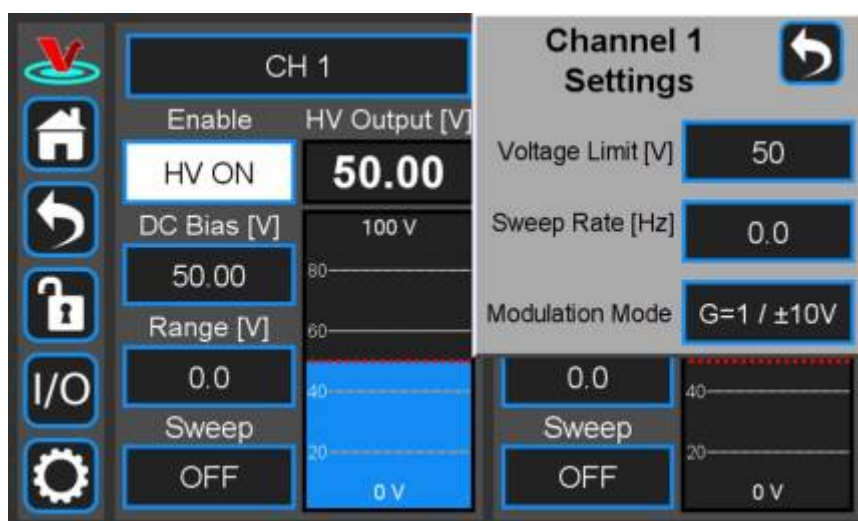 CH 1
Enable
HV Output [V]
HV ON
50.00
DC Bias [V]
50.00
100 V
80
60
40
20
0 V
Range [V]
0.0
Sweep
OFF
I/O
Channel 1
Settings
Voltage Limit [V]
50
Sweep Rate [Hz]
0.0
Modulation Mode
G=1 / ±10V
0.0
Sweep
OFF
40
20
0 V